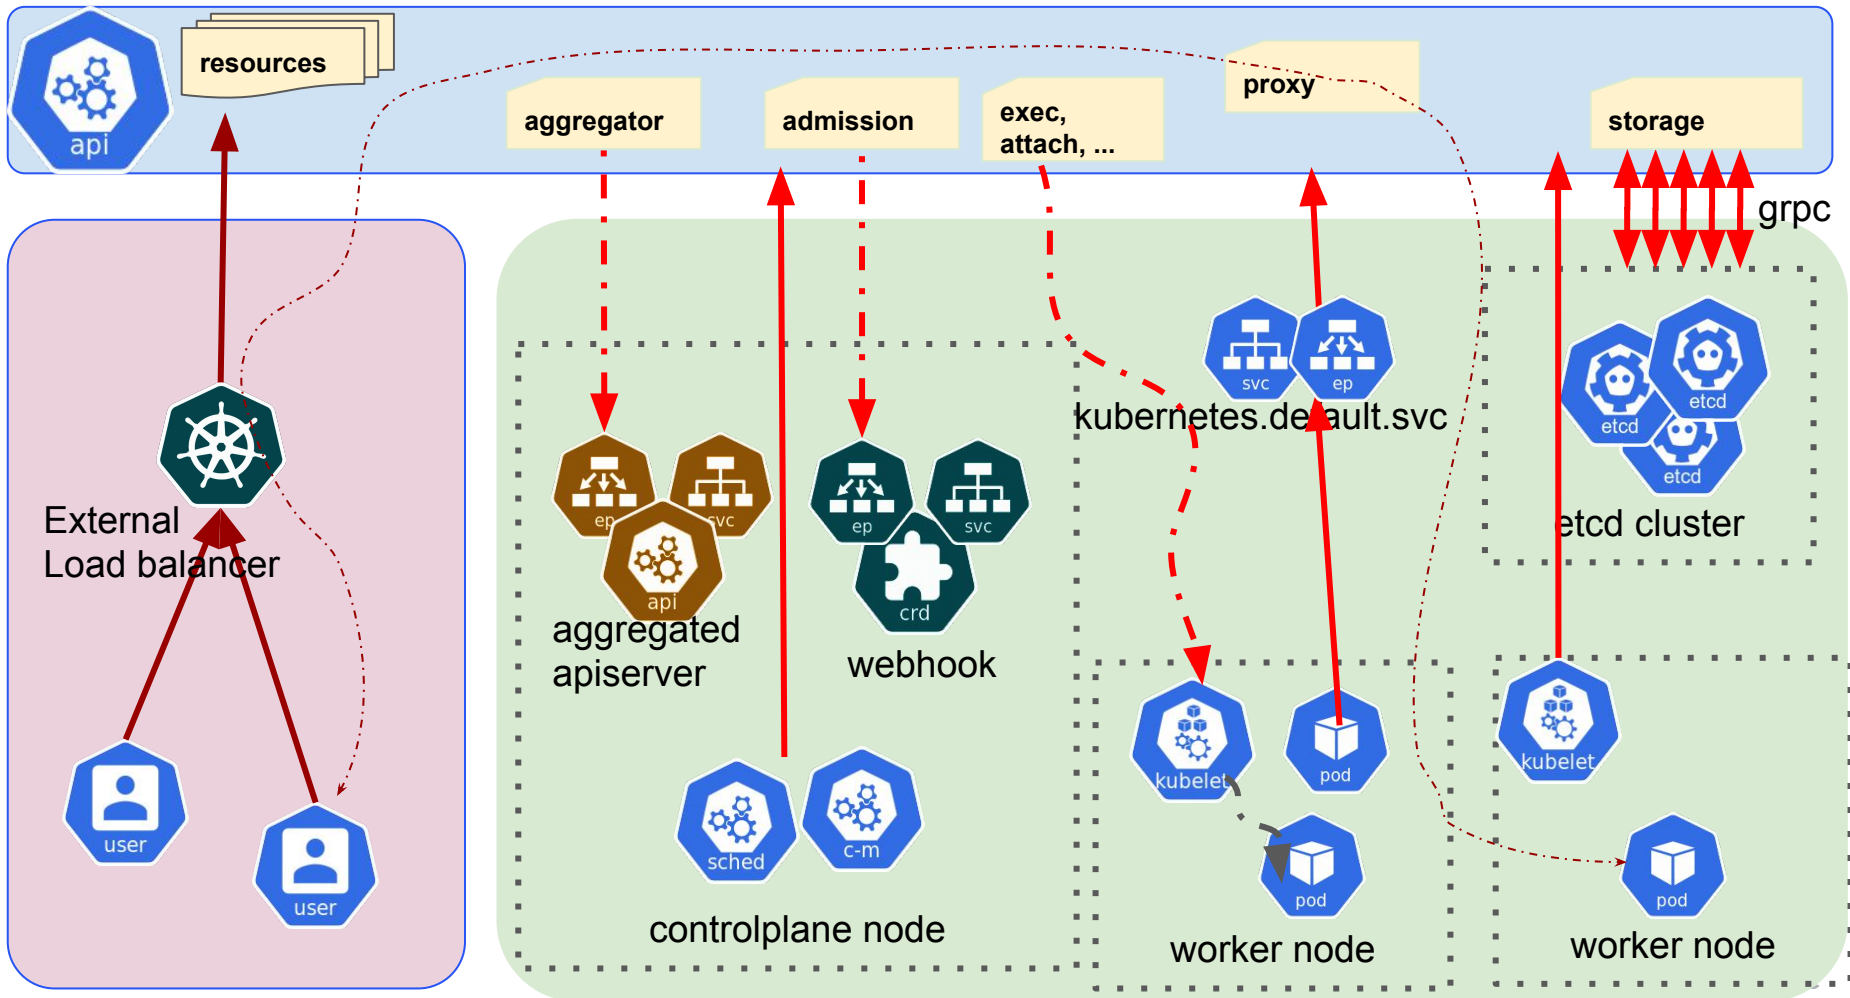 api
resources
aggregator
admission
exec,
attach, ...
proxy
storage
grpc
External
Load balancer
user
user
ep
svc
api
aggregated
apiserver
ep
svc
crd
webhook
sched
c-m
controlplane node
svc
ep
kubernetes.default.svc
kubelet
pod
pod
worker node
etcd
etcd
etcd
etcd cluster
kubelet
pod
worker node